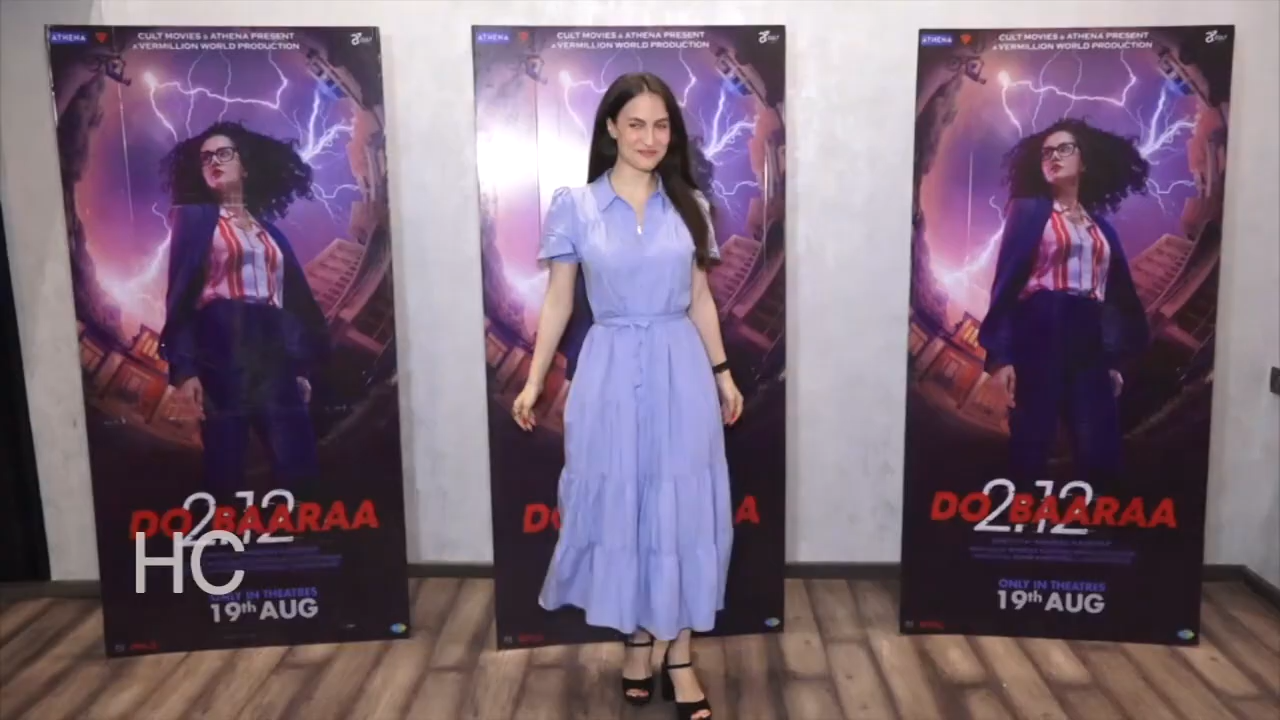 ATHENA
CULT MOVIES & ATHENA PRESENT
A VERMILLION WORLD PRODUCTION
2:12
DO BAARAA
ONLY IN THEATRES
19th AUG
HC
ATHENA
CULT MOVIES & ATHENA PRESENT
A VERMILLION WORLD PRODUCTION
ATHENA
CULT MOVIES & ATHENA PRESENT
A VERMILLION WORLD PRODUCTION
2:12
DO BAARAA
ONLY IN THEATRES
19th AUG